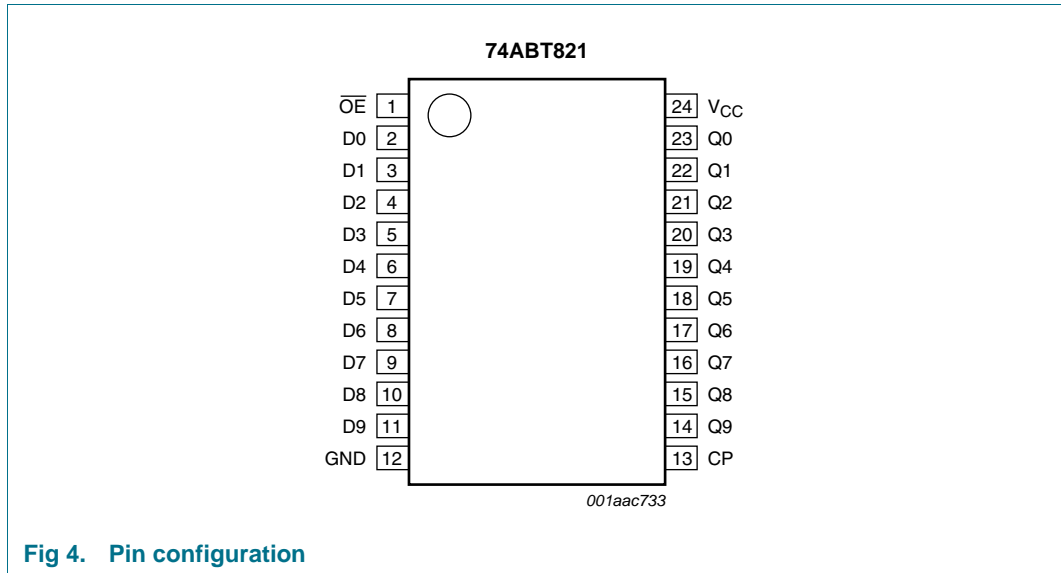 74ABT821
OE 1 24 VCC
D0 2 23 Q0
D1 3 22 Q1
D2 4 21 Q2
D3 5 20 Q3
D4 6 19 Q4
D5 7 18 Q5
D6 8 17 Q6
D7 9 16 Q7
D8 10 15 Q8
D9 11 14 Q9
GND 12 13 CP
001aac733
Fig 4. Pin configuration